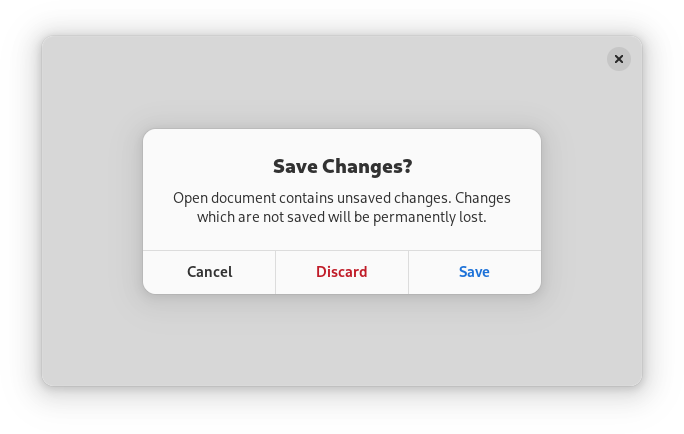 Save Changes?
Open document contains unsaved changes. Changes
which are not saved will be permanently lost.
Cancel
Discard
Save